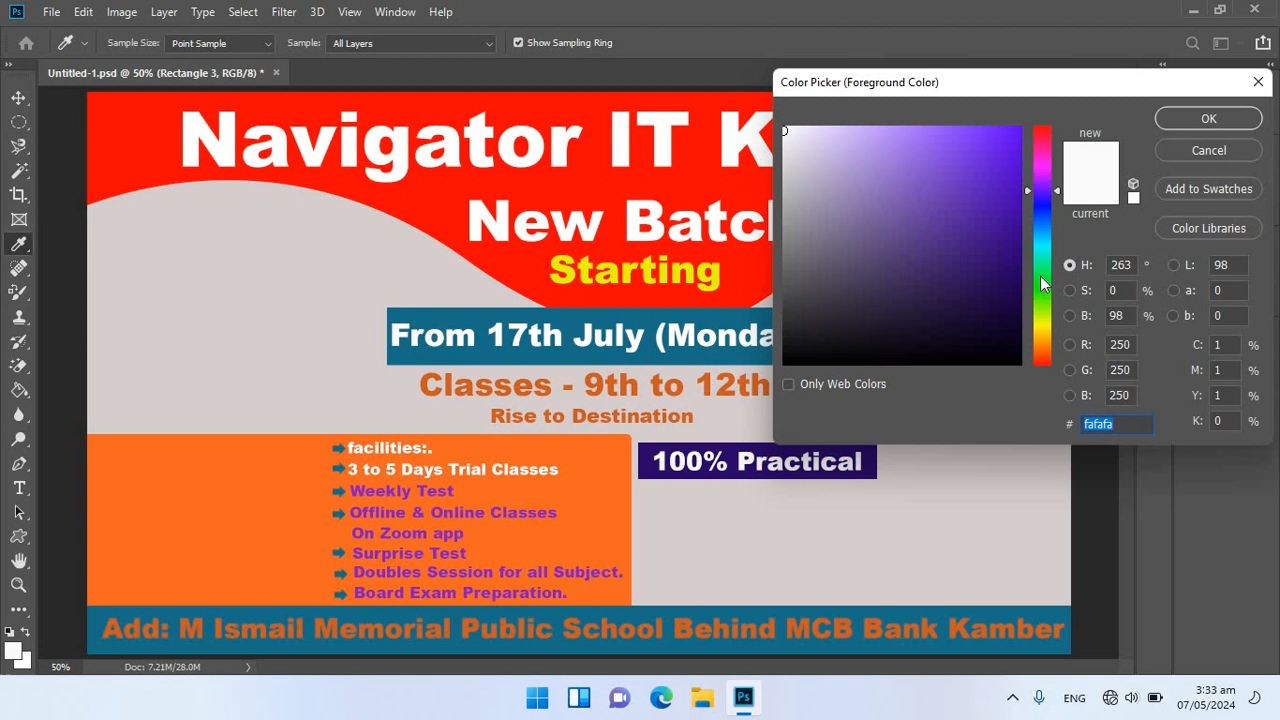 File Edit Image Layer Type Select Filter 3D View Window Help
Sample Size: Point Sample Sample: All Layers Show Sampling Ring
Untitled-1.psd @ 50% (Rectangle 3, RGB/8) *
Navigator IT K
New Batch
Starting
From 17th July (Monda
Classes - 9th to 12th
Rise to Destination
facilities:.
3 to 5 Days Trial Classes
Weekly Test
Offline & Online Classes
On Zoom app
Surprise Test
Doubles Session for all Subject.
Board Exam Preparation.
100% Practical
Add: M Ismail Memorial Public School Behind MCB Bank Kamber
Color Picker (Foreground Color)
new
current
OK
Cancel
Add to Swatches
Color Libraries
H: 263 ° L: 98
S: 0 % a: 0
B: 98 % b: 0
R: 250 C: 1 %
G: 250 M: 1 %
B: 250 Y: 1 %
# fafafa K: 0 %
Only Web Colors
50% Doc: 7.21M/28.0M
ENG
3:33 am
07/05/2024